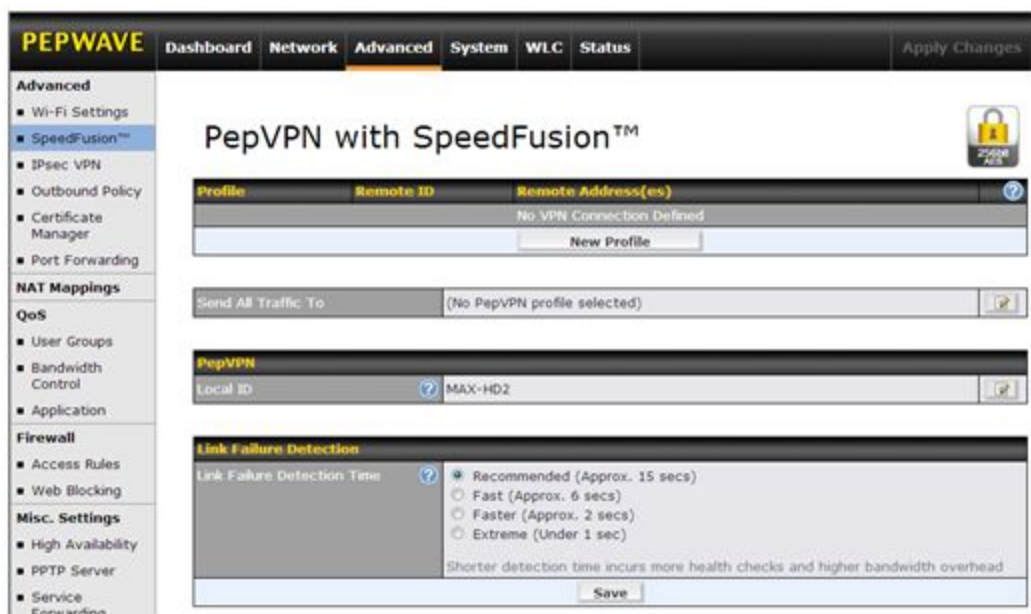 PEPWAVE
Dashboard Network Advanced System WLC Status Apply Changes
Advanced
Wi-Fi Settings
SpeedFusion™
IPsec VPN
Outbound Policy
Certificate
Manager
Port Forwarding
NAT Mappings
QoS
User Groups
Bandwidth
Control
Application
Firewall
Access Rules
Web Blocking
Misc. Settings
High Availability
PPTP Server
Service
Forwarding
PepVPN with SpeedFusion™
256bit
AES
Profile Remote ID Remote Address(es) ?
No VPN Connection Defined
New Profile
Send All Traffic To (No PepVPN profile selected)
PepVPN
Local ID ? MAX-HD2
Link Failure Detection
Link Failure Detection Time ? Recommended (Approx. 15 secs)
Fast (Approx. 6 secs)
Faster (Approx. 2 secs)
Extreme (Under 1 sec)
Shorter detection time incurs more health checks and higher bandwidth overhead
Save